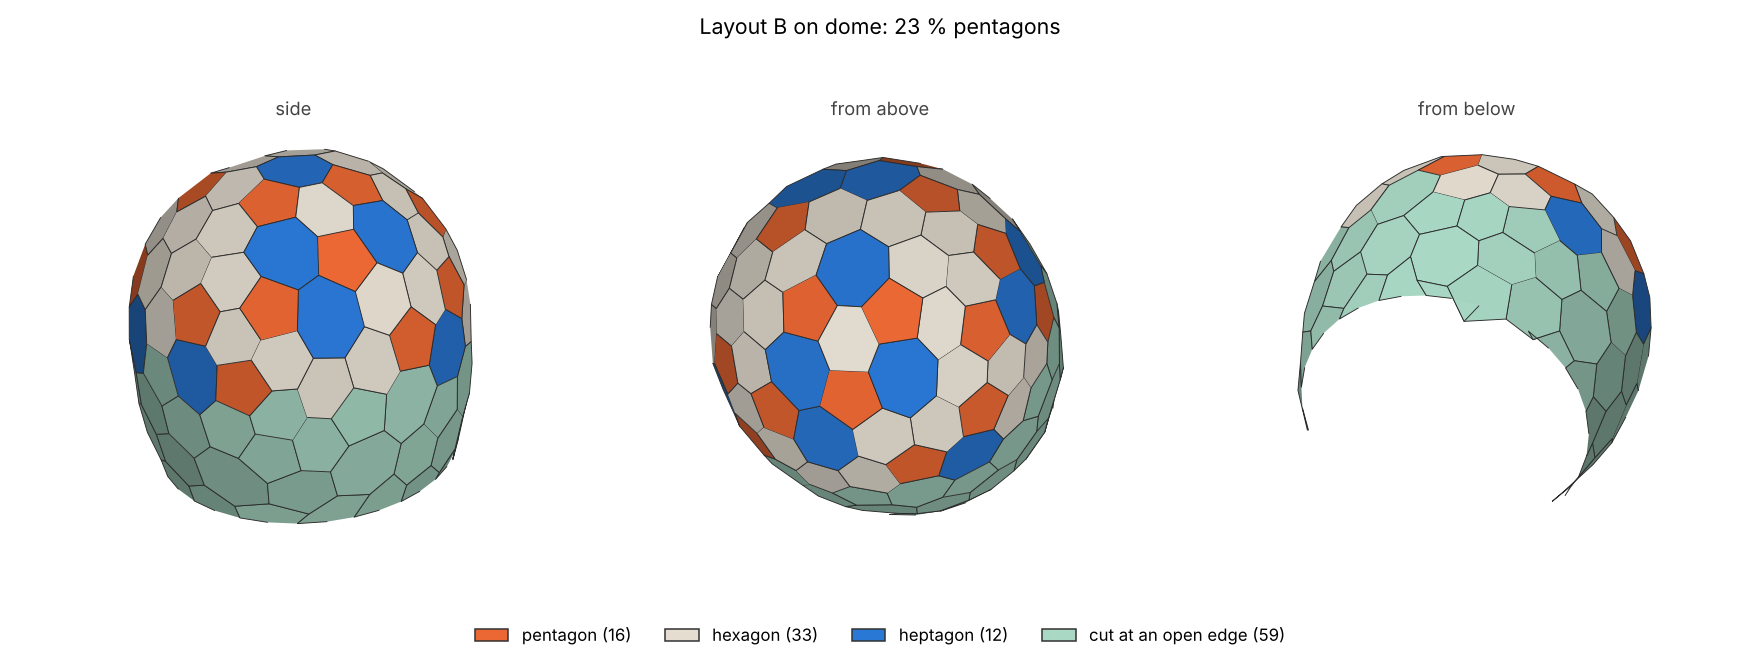 Layout B on dome: 23 % pentagons
side
from above
from below
pentagon (16)
hexagon (33)
heptagon (12)
cut at an open edge (59)